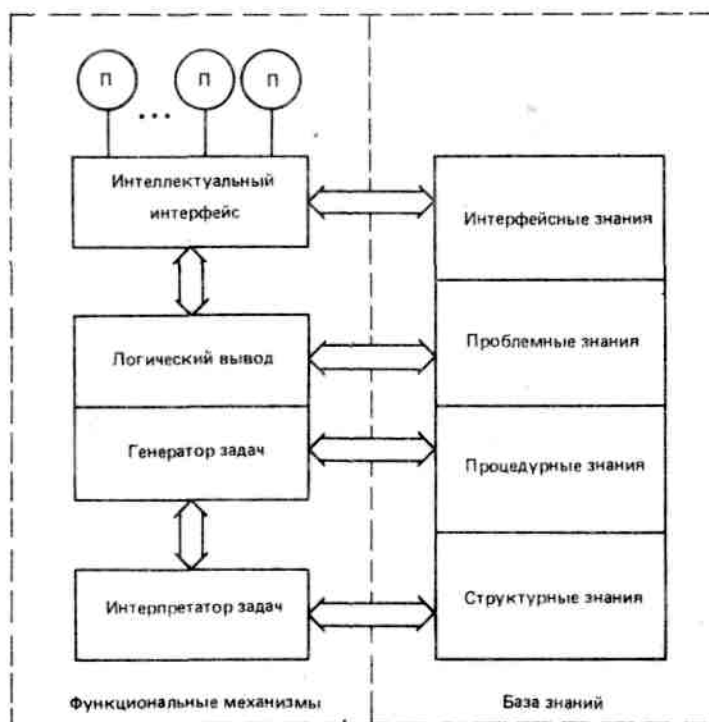 П ... П П
Интеллектуальный
интерфейс
Интерфейсные знания
Логический вывод
Проблемные знания
Генератор задач
Процедурные знания
Интерпретатор задач
Структурные знания
Функциональные механизмы
База знаний